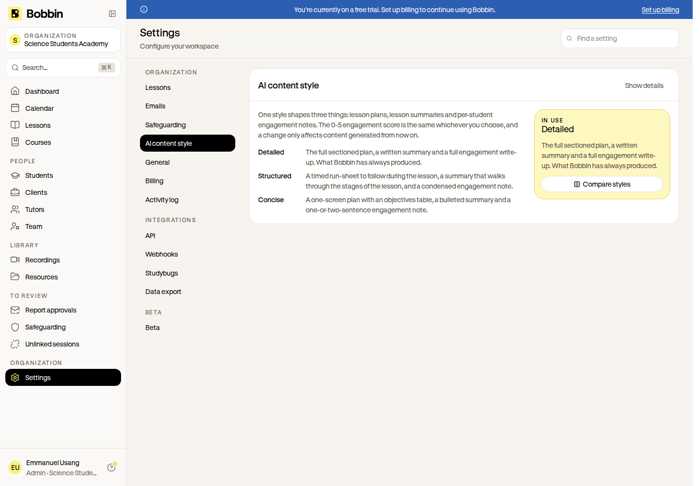 Bobbin
You're currently on a free trial. Set up billing to continue using Bobbin.
Set up billing
ORGANIZATION
S
Science Students Academy
Search...
⌘ K
Dashboard
Calendar
Lessons
Courses
PEOPLE
Students
Clients
Tutors
Team
LIBRARY
Recordings
Resources
TO REVIEW
Report approvals
Safeguarding
Unlinked sessions
ORGANIZATION
Settings
EU
Emmanuel Usang
Admin · Science Stude...
Settings
Configure your workspace
Find a setting
ORGANIZATION
Lessons
Emails
Safeguarding
AI content style
General
Billing
Activity log
INTEGRATIONS
API
Webhooks
Studybugs
Data export
BETA
Beta
AI content style
Show details
One style shapes three things: lesson plans, lesson summaries and per-student
engagement notes. The 0-5 engagement score is the same whichever you choose, and
a change only affects content generated from now on.
Detailed
The full sectioned plan, a written summary and a full engagement write-
up. What Bobbin has always produced.
Structured
A timed run-sheet to follow during the lesson, a summary that walks
through the stages of the lesson, and a condensed engagement note.
Concise
A one-screen plan with an objectives table, a bulleted summary and a
one-or-two-sentence engagement note.
IN USE
Detailed
The full sectioned plan, a written
summary and a full engagement write-
up. What Bobbin has always produced.
Compare styles